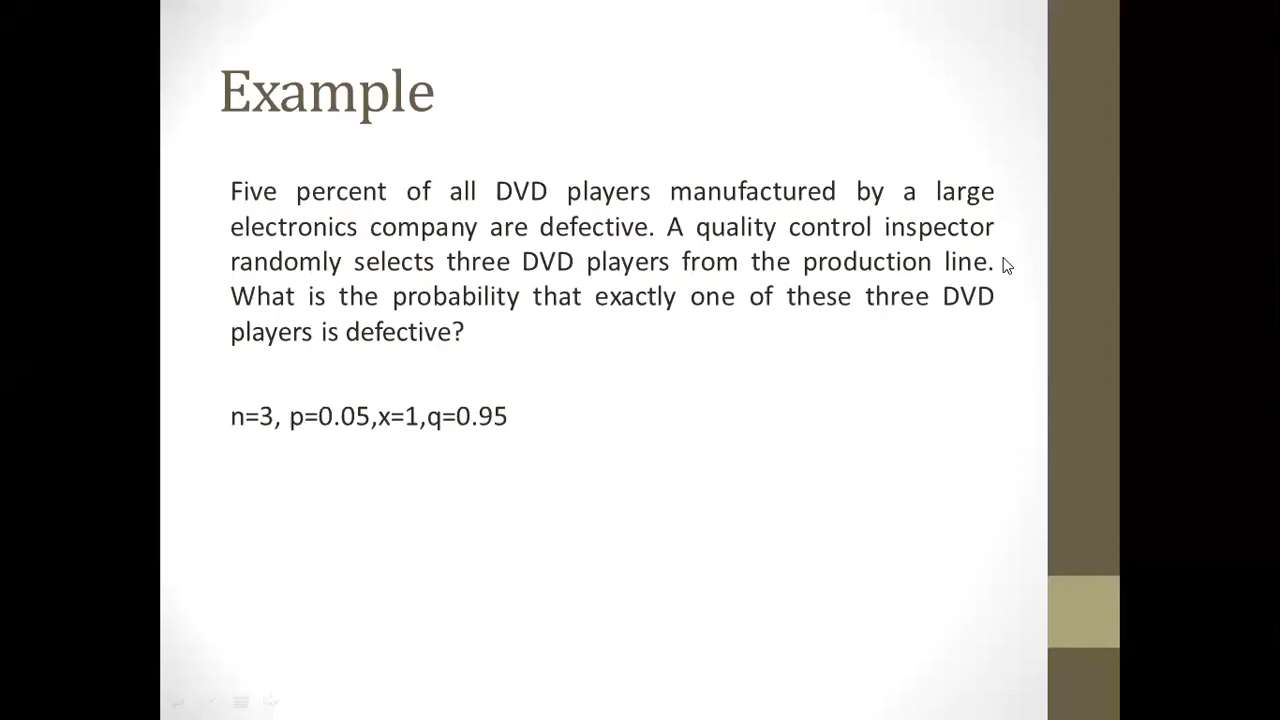 Example
Five percent of all DVD players manufactured by a large
electronics company are defective. A quality control inspector
randomly selects three DVD players from the production line.
What is the probability that exactly one of these three DVD
players is defective?
n=3, p=0.05,x=1,q=0.95